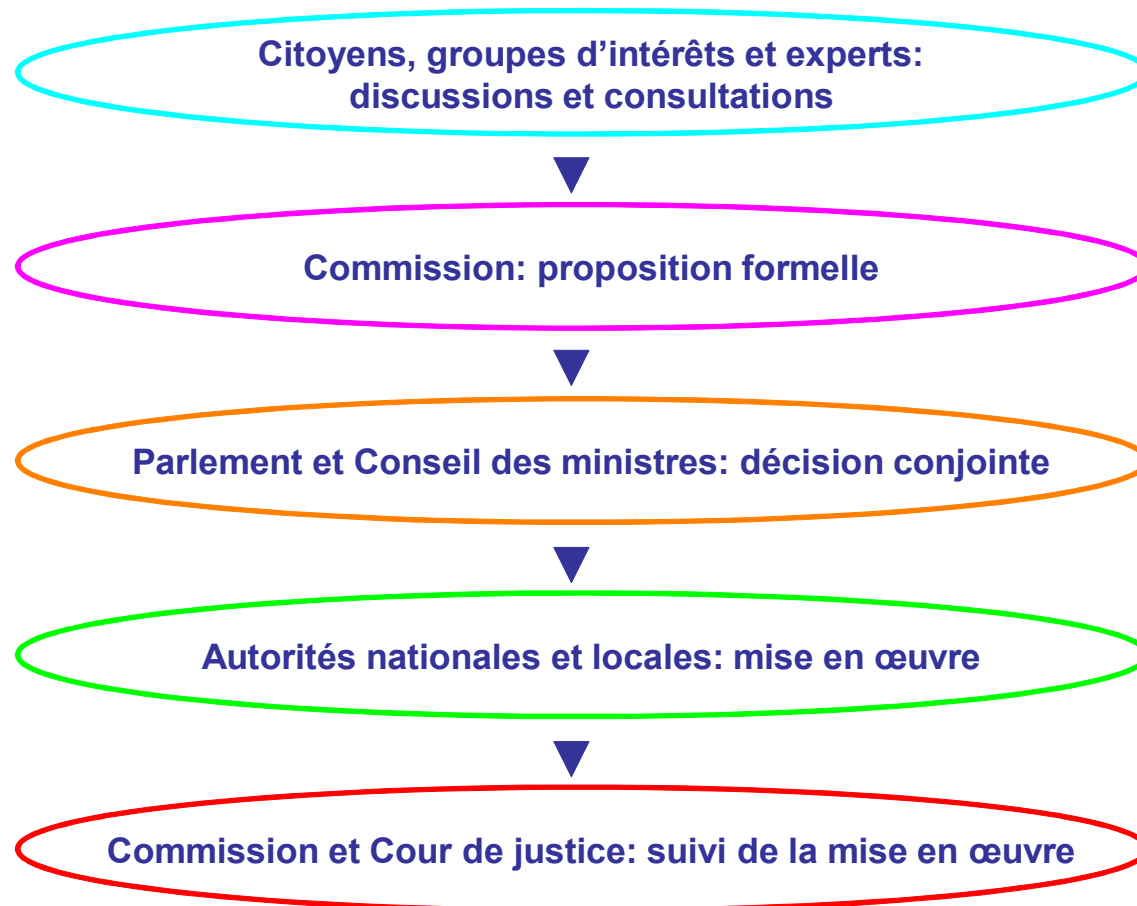 Citoyens, groupes d’intérêts et experts:
discussions et consultations
Commission: proposition formelle
Parlement et Conseil des ministres: décision conjointe
Autorités nationales et locales: mise en œuvre
Commission et Cour de justice: suivi de la mise en œuvre